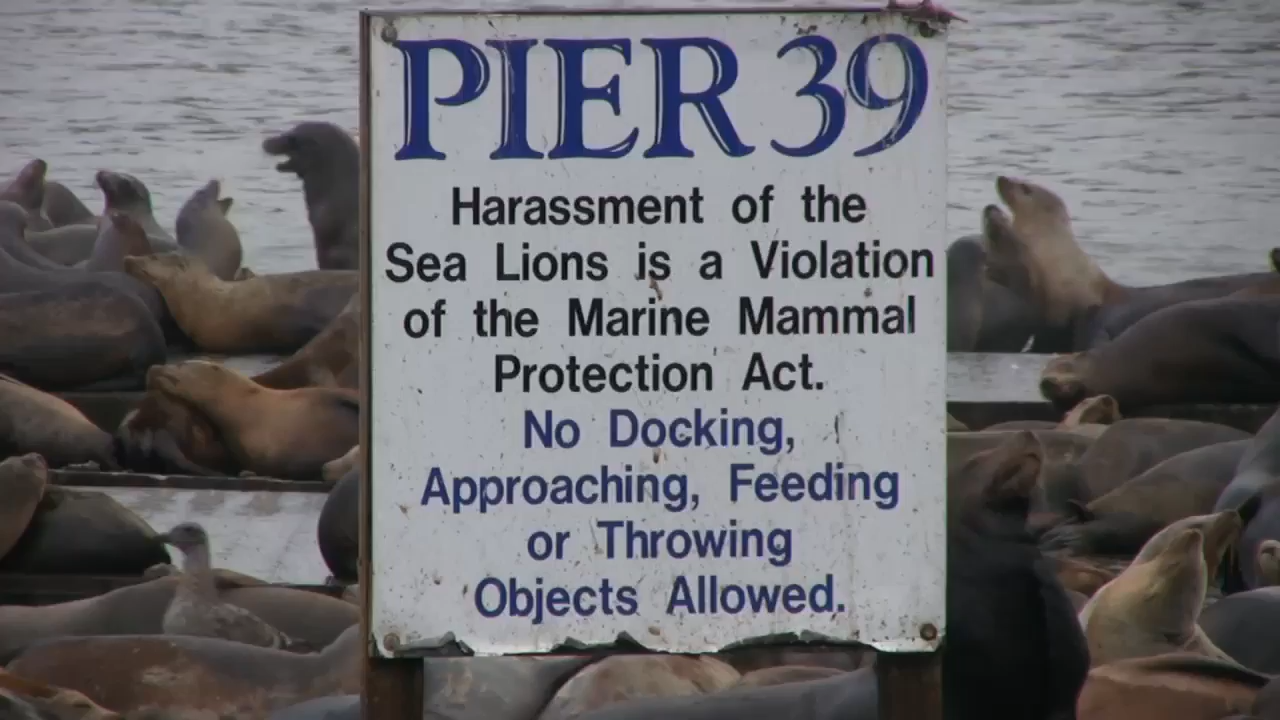 PIER 39
Harassment of the
Sea Lions is a Violation
of the Marine Mammal
Protection Act.
No Docking,
Approaching, Feeding
or Throwing
Objects Allowed.